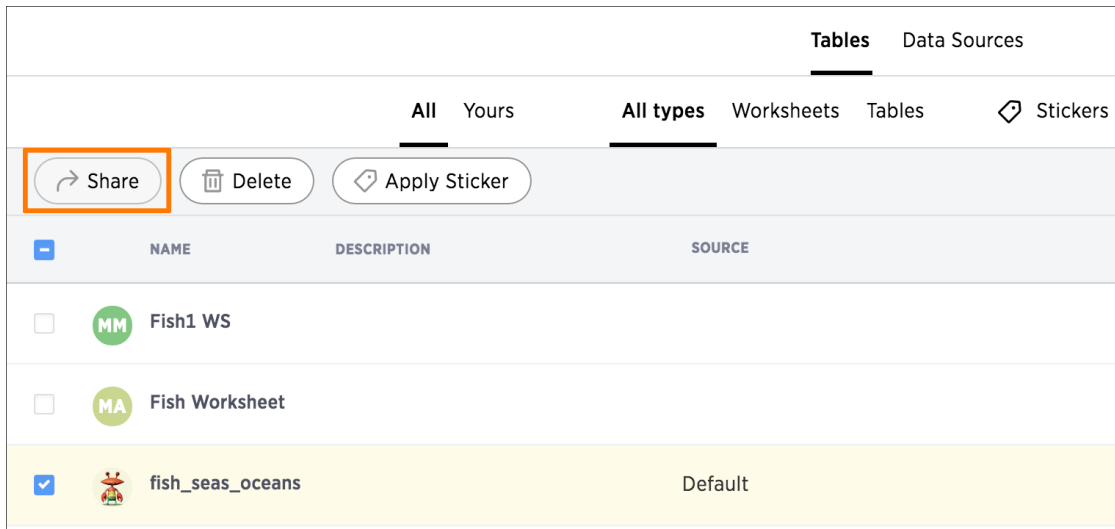 Tables Data Sources
All Yours All types Worksheets Tables Stickers
Share Delete Apply Sticker
NAME DESCRIPTION SOURCE
MM Fish1 WS
MA Fish Worksheet
fish_seas_oceans Default